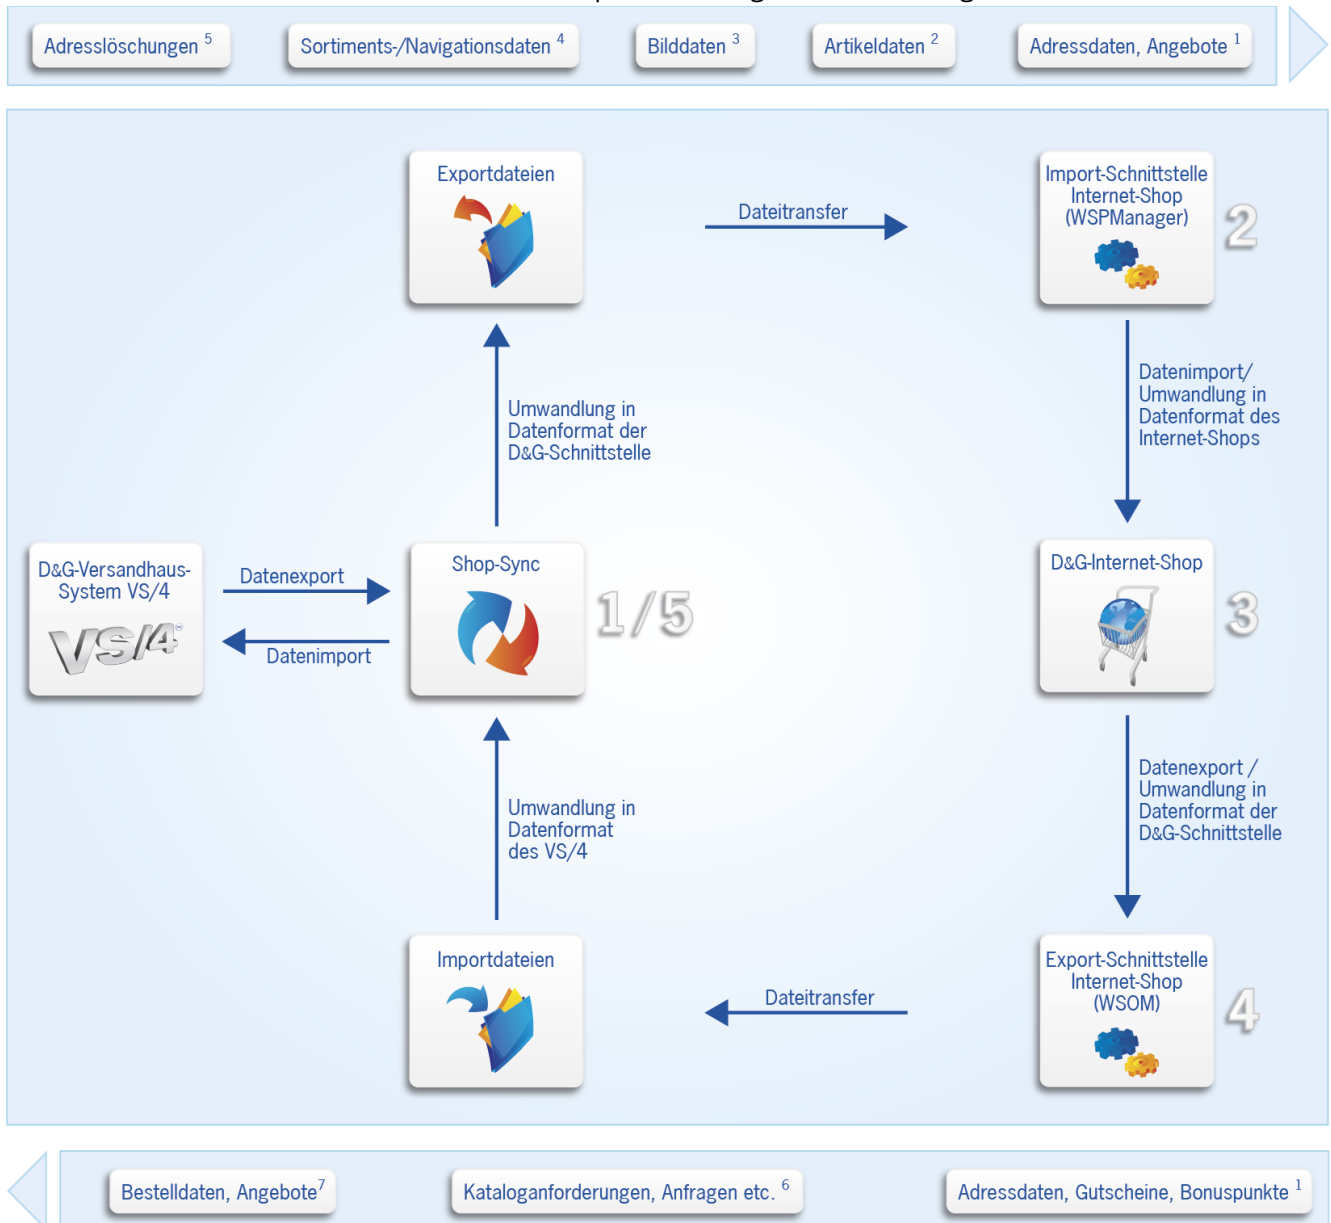 Adresslöschungen 5
Sortiments-/Navigationsdaten 4
Bilddaten 3
Artikeldaten 2
Adressdaten, Angebote 1
Exportdateien
Dateitransfer
Import-Schnittstelle
Internet-Shop
(WSPManager)
2
Umwandlung in
Datenformat der
D&G-Schnittstelle
Datenimport/
Umwandlung in
Datenformat des
Internet-Shops
D&G-Versandhaus-
System VS/4
VS/4
Datenexport
Datenimport
Shop-Sync
1/5
D&G-Internet-Shop
3
Umwandlung in
Datenformat
des VS/4
Datenexport /
Umwandlung in
Datenformat der
D&G-Schnittstelle
Importdateien
Dateitransfer
Export-Schnittstelle
Internet-Shop
(WSOM)
4
Bestelldaten, Angebote 7
Kataloganforderungen, Anfragen etc. 6
Adressdaten, Gutscheine, Bonuspunkte 1